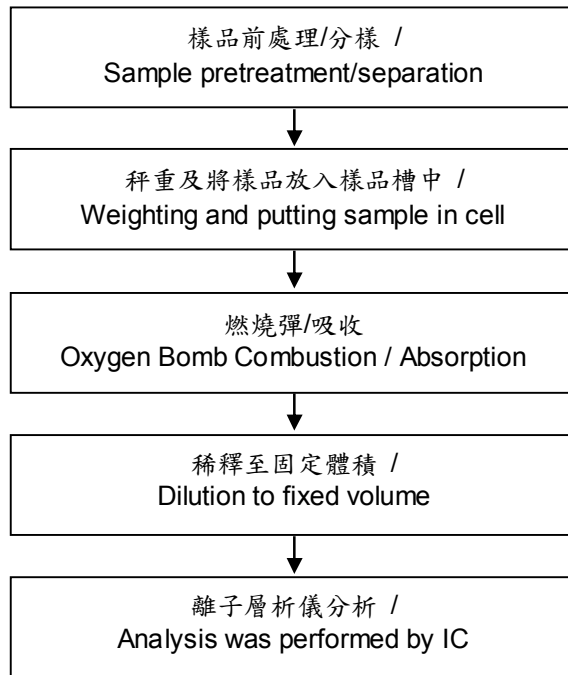 樣品前處理/分樣 /
Sample pretreatment/separation
秤重及將樣品放入樣品槽中 /
Weighting and putting sample in cell
燃燒彈/吸收
Oxygen Bomb Combustion / Absorption
稀釋至固定體積 /
Dilution to fixed volume
離子層析儀分析 /
Analysis was performed by IC